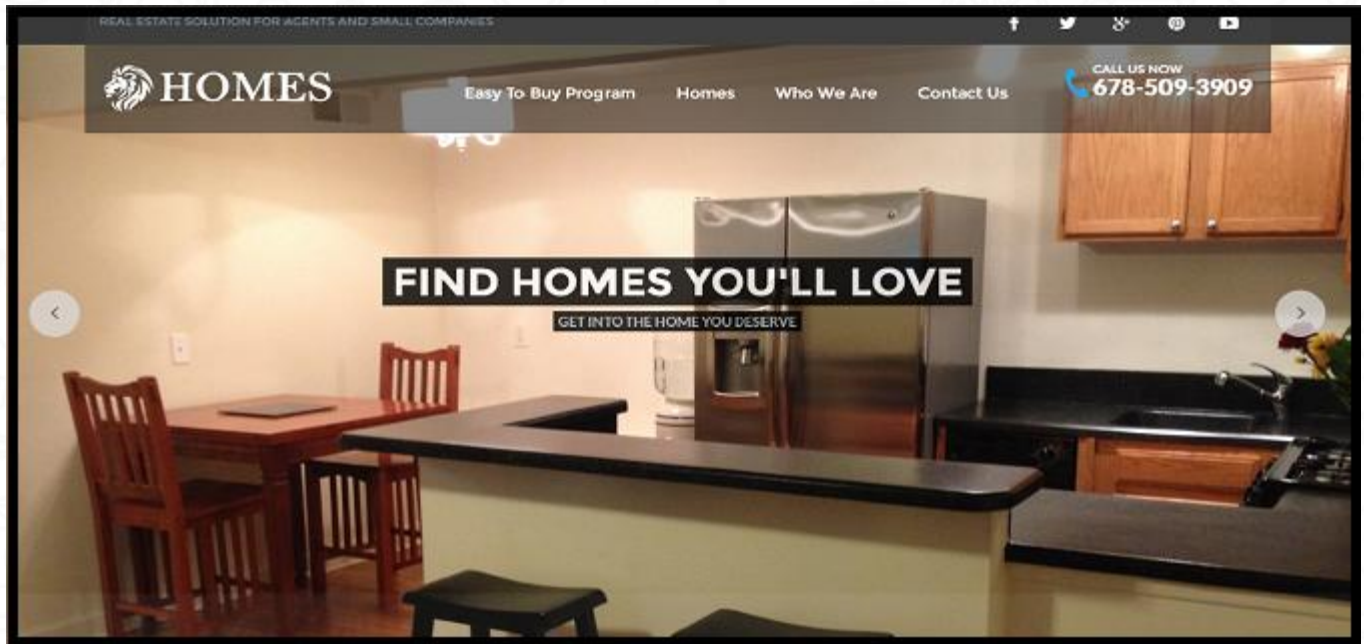 REAL ESTATE SOLUTION FOR AGENTS AND SMALL COMPANIES
HOMES
Easy To Buy Program Homes Who We Are Contact Us
CALL US NOW
678-509-3909
FIND HOMES YOU'LL LOVE
GET INTO THE HOME YOU DESERVE